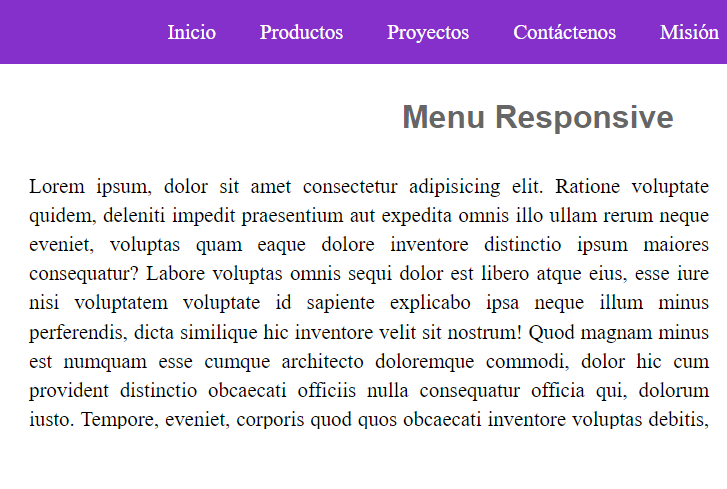 Inicio Productos Proyectos Contáctenos Misión
Menu Responsive
Lorem ipsum, dolor sit amet consectetur adipisicing elit. Ratione voluptate
quidem, deleniti impedit praesentium aut expedita omnis illo ullam rerum neque
eveniet, voluptas quam eaque dolore inventore distinctio ipsum maiores
consequatur? Labore voluptas omnis sequi dolor est libero atque eius, esse iure
nisi voluptatem voluptate id sapiente explicabo ipsa neque illum minus
perferendis, dicta similique hic inventore velit sit nostrum! Quod magnam minus
est numquam esse cumque architecto doloremque commodi, dolor hic cum
provident distinctio obcaecati officiis nulla consequatur officia qui, dolorum
iusto. Tempore, eveniet, corporis quod quos obcaecati inventore voluptas debitis,